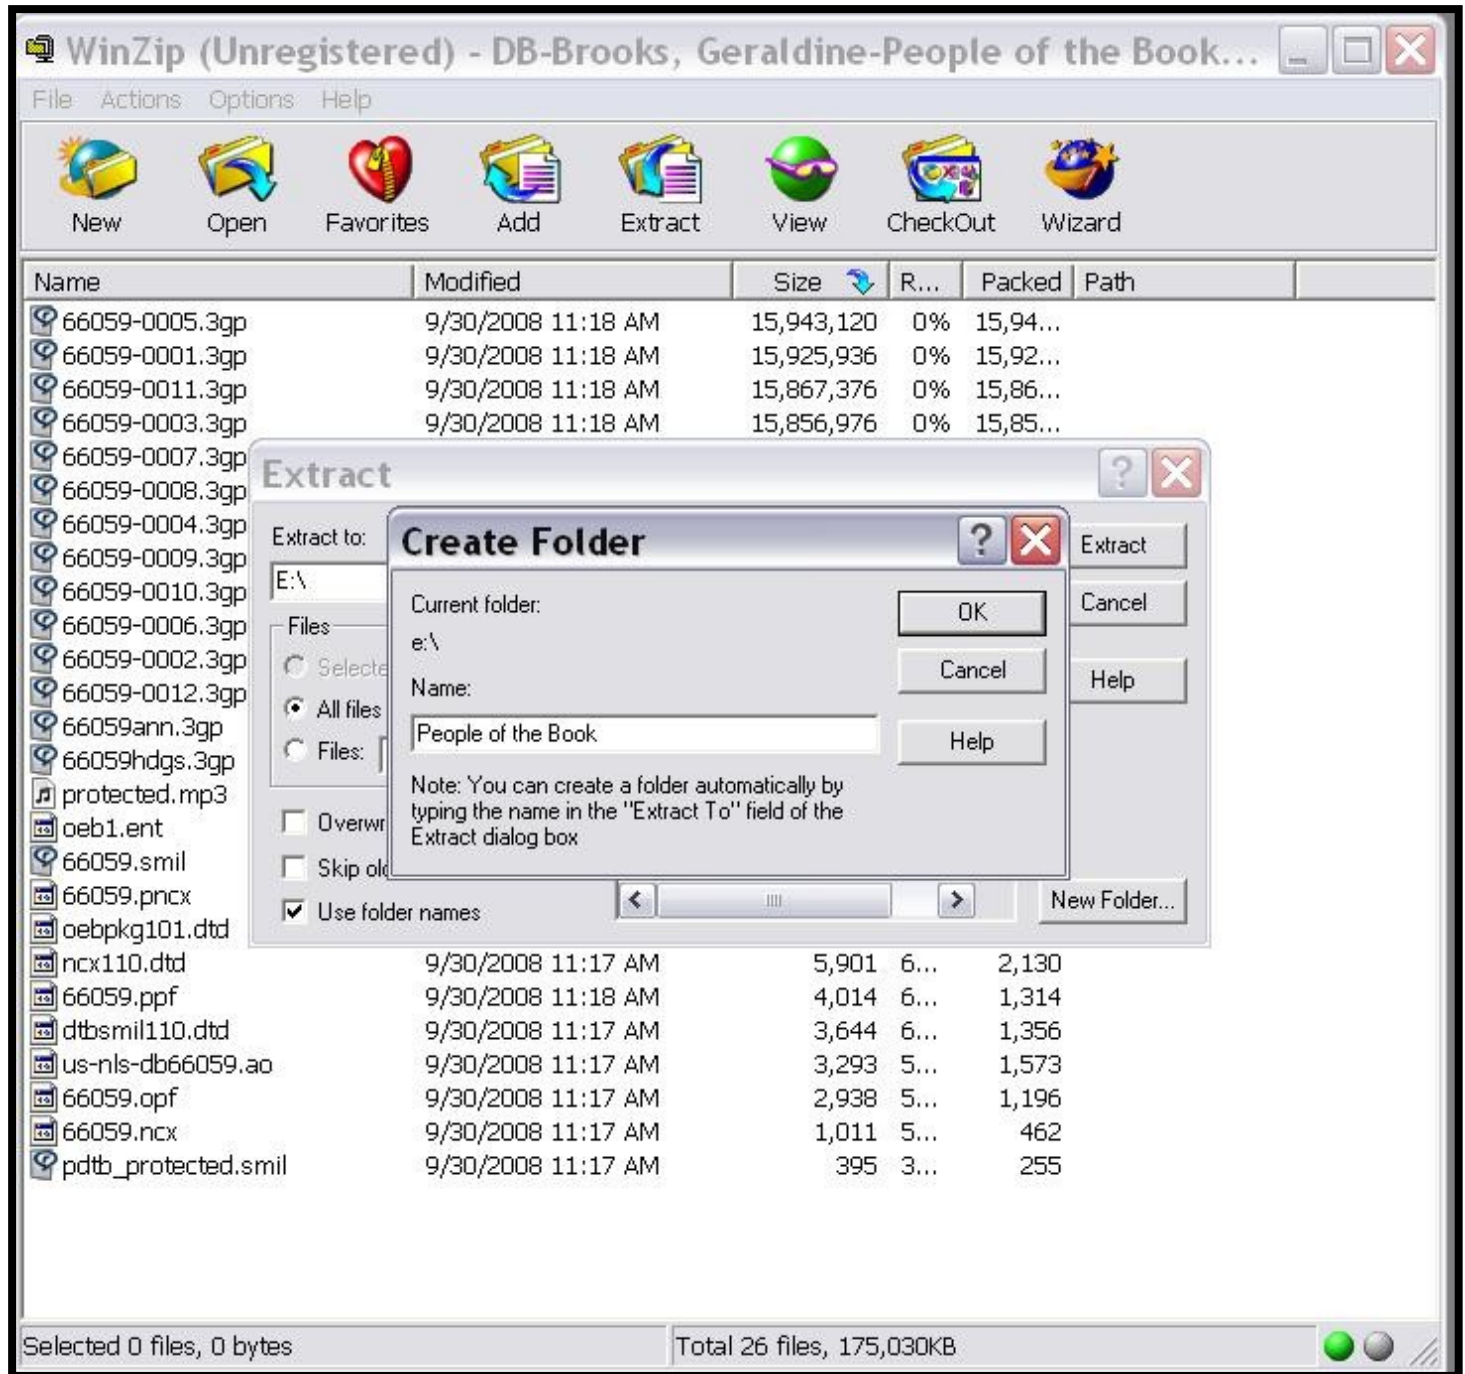 WinZip (Unregistered) - DB-Brooks, Geraldine-People of the Book...
File Actions Options Help
New Open Favorites Add Extract View CheckOut Wizard
Name Modified Size R... Packed Path
66059-0005.3gp 9/30/2008 11:18 AM 15,943,120 0% 15,94...
66059-0001.3gp 9/30/2008 11:18 AM 15,925,936 0% 15,92...
66059-0011.3gp 9/30/2008 11:18 AM 15,867,376 0% 15,86...
66059-0003.3gp 9/30/2008 11:18 AM 15,856,976 0% 15,85...
66059-0007.3gp
66059-0008.3gp
66059-0004.3gp
66059-0009.3gp
66059-0010.3gp
66059-0006.3gp
66059-0002.3gp
66059-0012.3gp
66059ann.3gp
66059hdgs.3gp
protected.mp3
oeb1.ent
66059.smil
66059.pncx
oebpkg101.dtd
ncx110.dtd 9/30/2008 11:17 AM 5,901 6... 2,130
66059.ppf 9/30/2008 11:18 AM 4,014 6... 1,314
dtbsmil110.dtd 9/30/2008 11:17 AM 3,644 6... 1,356
us-nls-db66059.ao 9/30/2008 11:17 AM 3,293 5... 1,573
66059.opf 9/30/2008 11:17 AM 2,938 5... 1,196
66059.ncx 9/30/2008 11:17 AM 1,011 5... 462
pdtb_protected.smil 9/30/2008 11:17 AM 395 3... 255
Extract
Extract to:
E:\
Files
Selecte
All files
Files:
Overwr
Skip old
Use folder names
Extract
Cancel
Help
New Folder...
Create Folder
Current folder:
e:\
Name:
People of the Book
Note: You can create a folder automatically by
typing the name in the "Extract To" field of the
Extract dialog box
OK
Cancel
Help
Selected 0 files, 0 bytes Total 26 files, 175,030KB